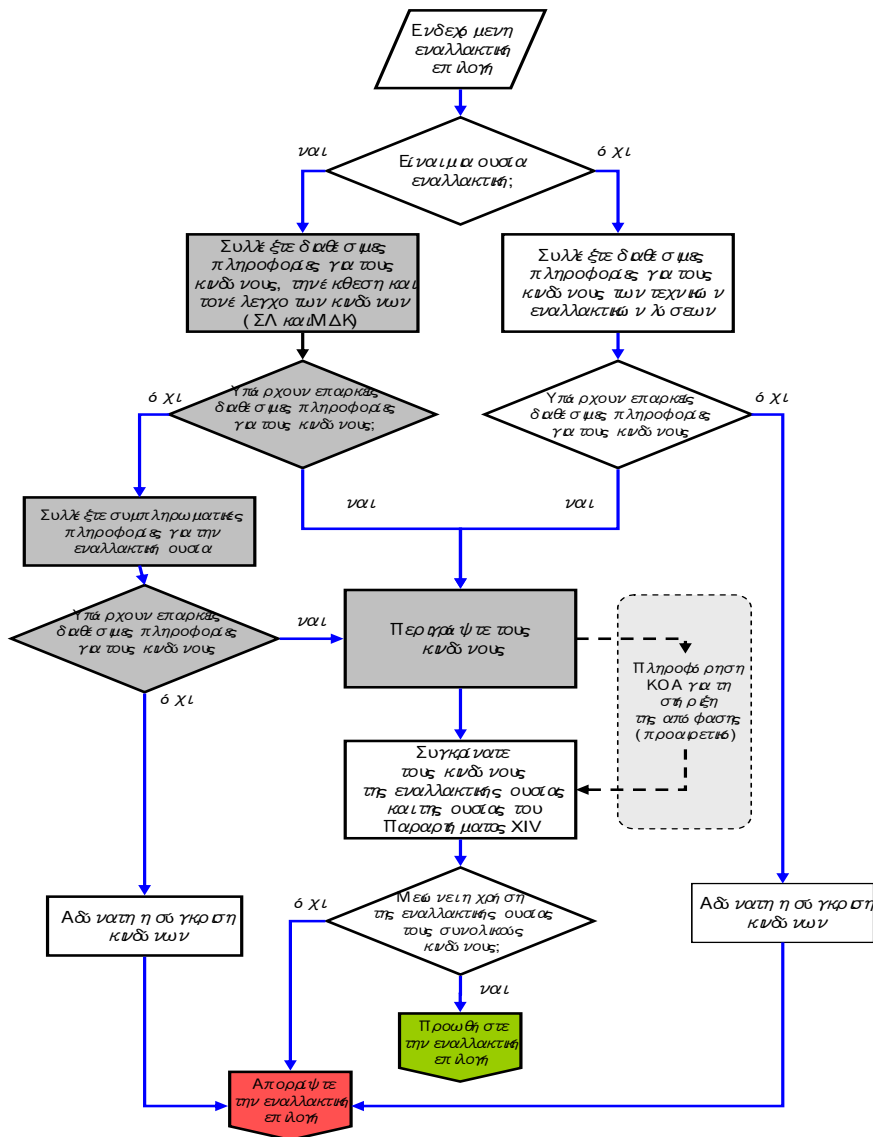 Ενδεχόμενη
εναλλακτική
επιλογή
ναι
όχι
Είναι μια ουσία
εναλλακτική;
Συλλέξτε διαθέσιμες
πληροφορίες για τους
κινδύνους, την έκθεση και
τον έλεγχο των κινδύνων
(ΣΛ και ΜΔΚ)
Συλλέξτε διαθέσιμες
πληροφορίες για τους
κινδύνους των τεχνικών
εναλλακτικών λύσεων
όχι
Υπάρχουν επαρκείς
διαθέσιμες πληροφορίες
για τους κινδύνους;
Υπάρχουν επαρκείς
διαθέσιμες πληροφορίες
για τους κινδύνους
όχι
ναι
ναι
Συλλέξτε συμπληρωματικές
πληροφορίες για την
εναλλακτική ουσία
Υπάρχουν επαρκείς
διαθέσιμες πληροφορίες
για τους κινδύνους
ναι
όχι
Περιγράψτε τους
κινδύνους
Πληροφόρηση
ΚΟΑ για τη
στήριξη
της απόφασης
(προαιρετικό)
Συγκρίνατε
τους κινδύνους
της εναλλακτικής ουσίας
και της ουσίας του
Παραρτήματος XIV
όχι
Μειώνει η χρήση
της εναλλακτικής ουσίας
τους συνολικούς
κινδύνους;
ναι
Αδύνατη η σύγκριση
κινδύνων
Αδύνατη η σύγκριση
κινδύνων
Προωθήστε
την εναλλακτική
επιλογή
Απορρίψτε
την εναλλακτική
επιλογή